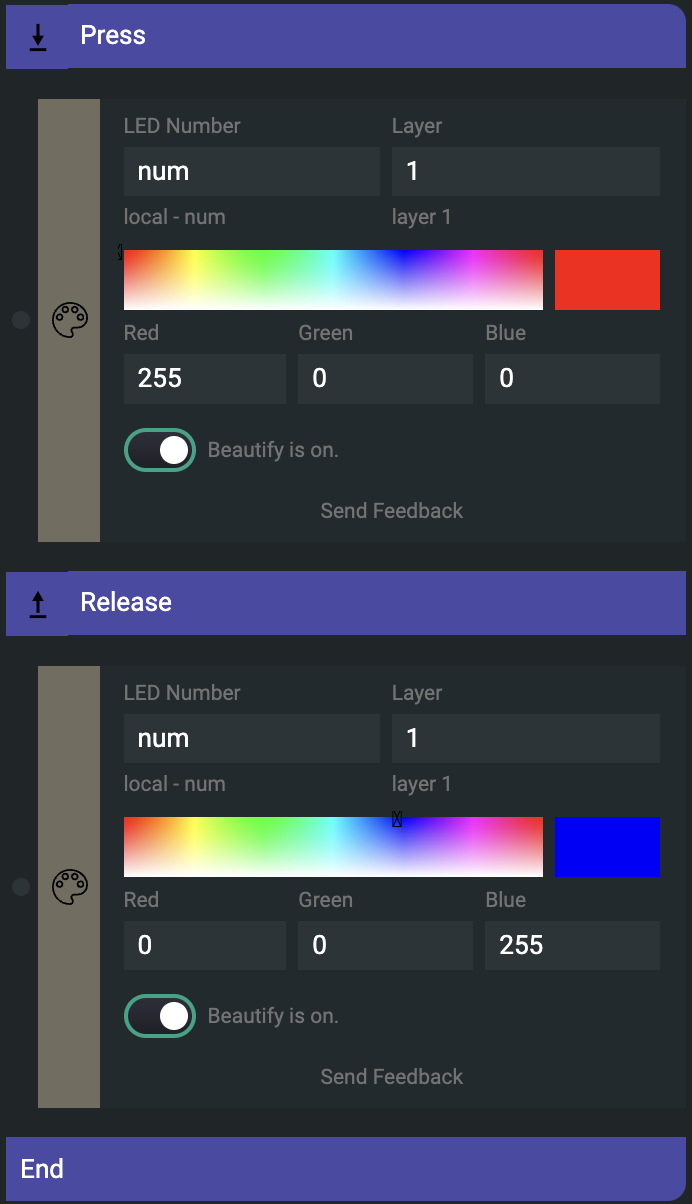 Press
LED Number Layer
num 1
local - num layer 1
Red Green Blue
255 0 0
Beautify is on.
Send Feedback
Release
LED Number Layer
num 1
local - num layer 1
Red Green Blue
0 0 255
Beautify is on.
Send Feedback
End